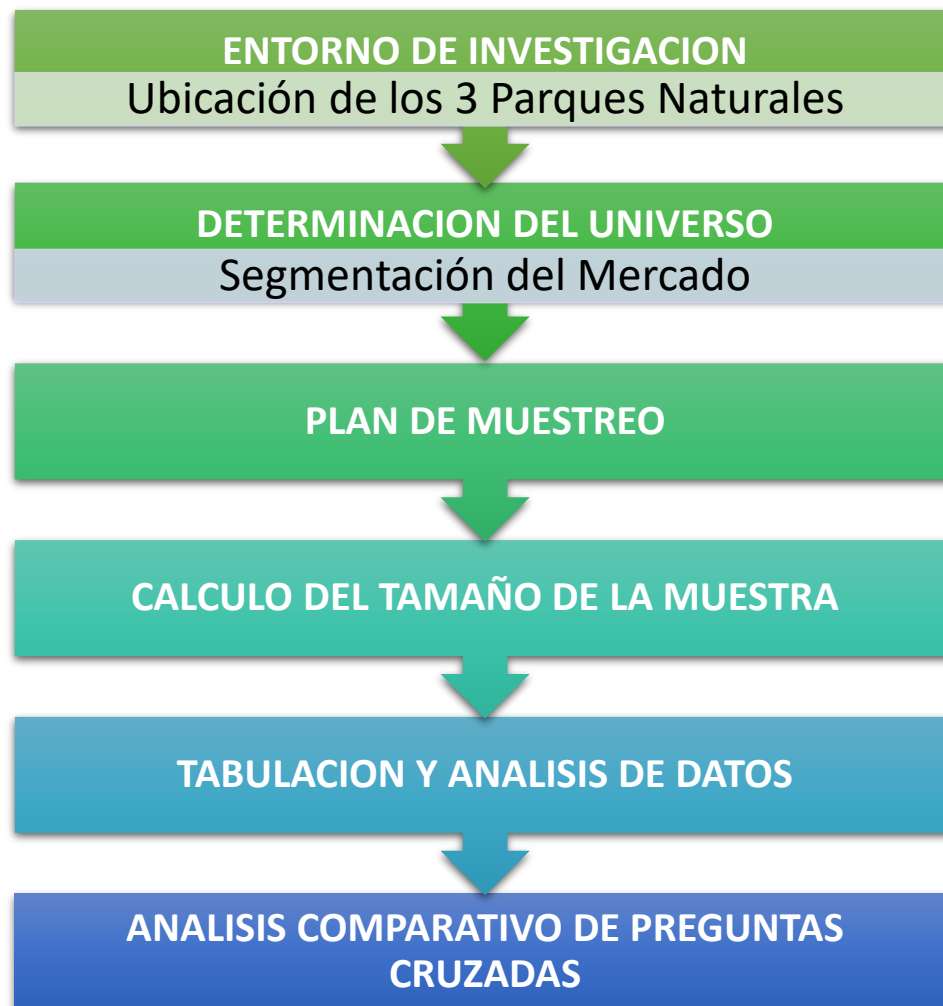 ENTORNO DE INVESTIGACION
Ubicación de los 3 Parques Naturales
DETERMINACION DEL UNIVERSO
Segmentación del Mercado
PLAN DE MUESTREO
CALCULO DEL TAMAÑO DE LA MUESTRA
TABULACION Y ANALISIS DE DATOS
ANALISIS COMPARATIVO DE PREGUNTAS
CRUZADAS